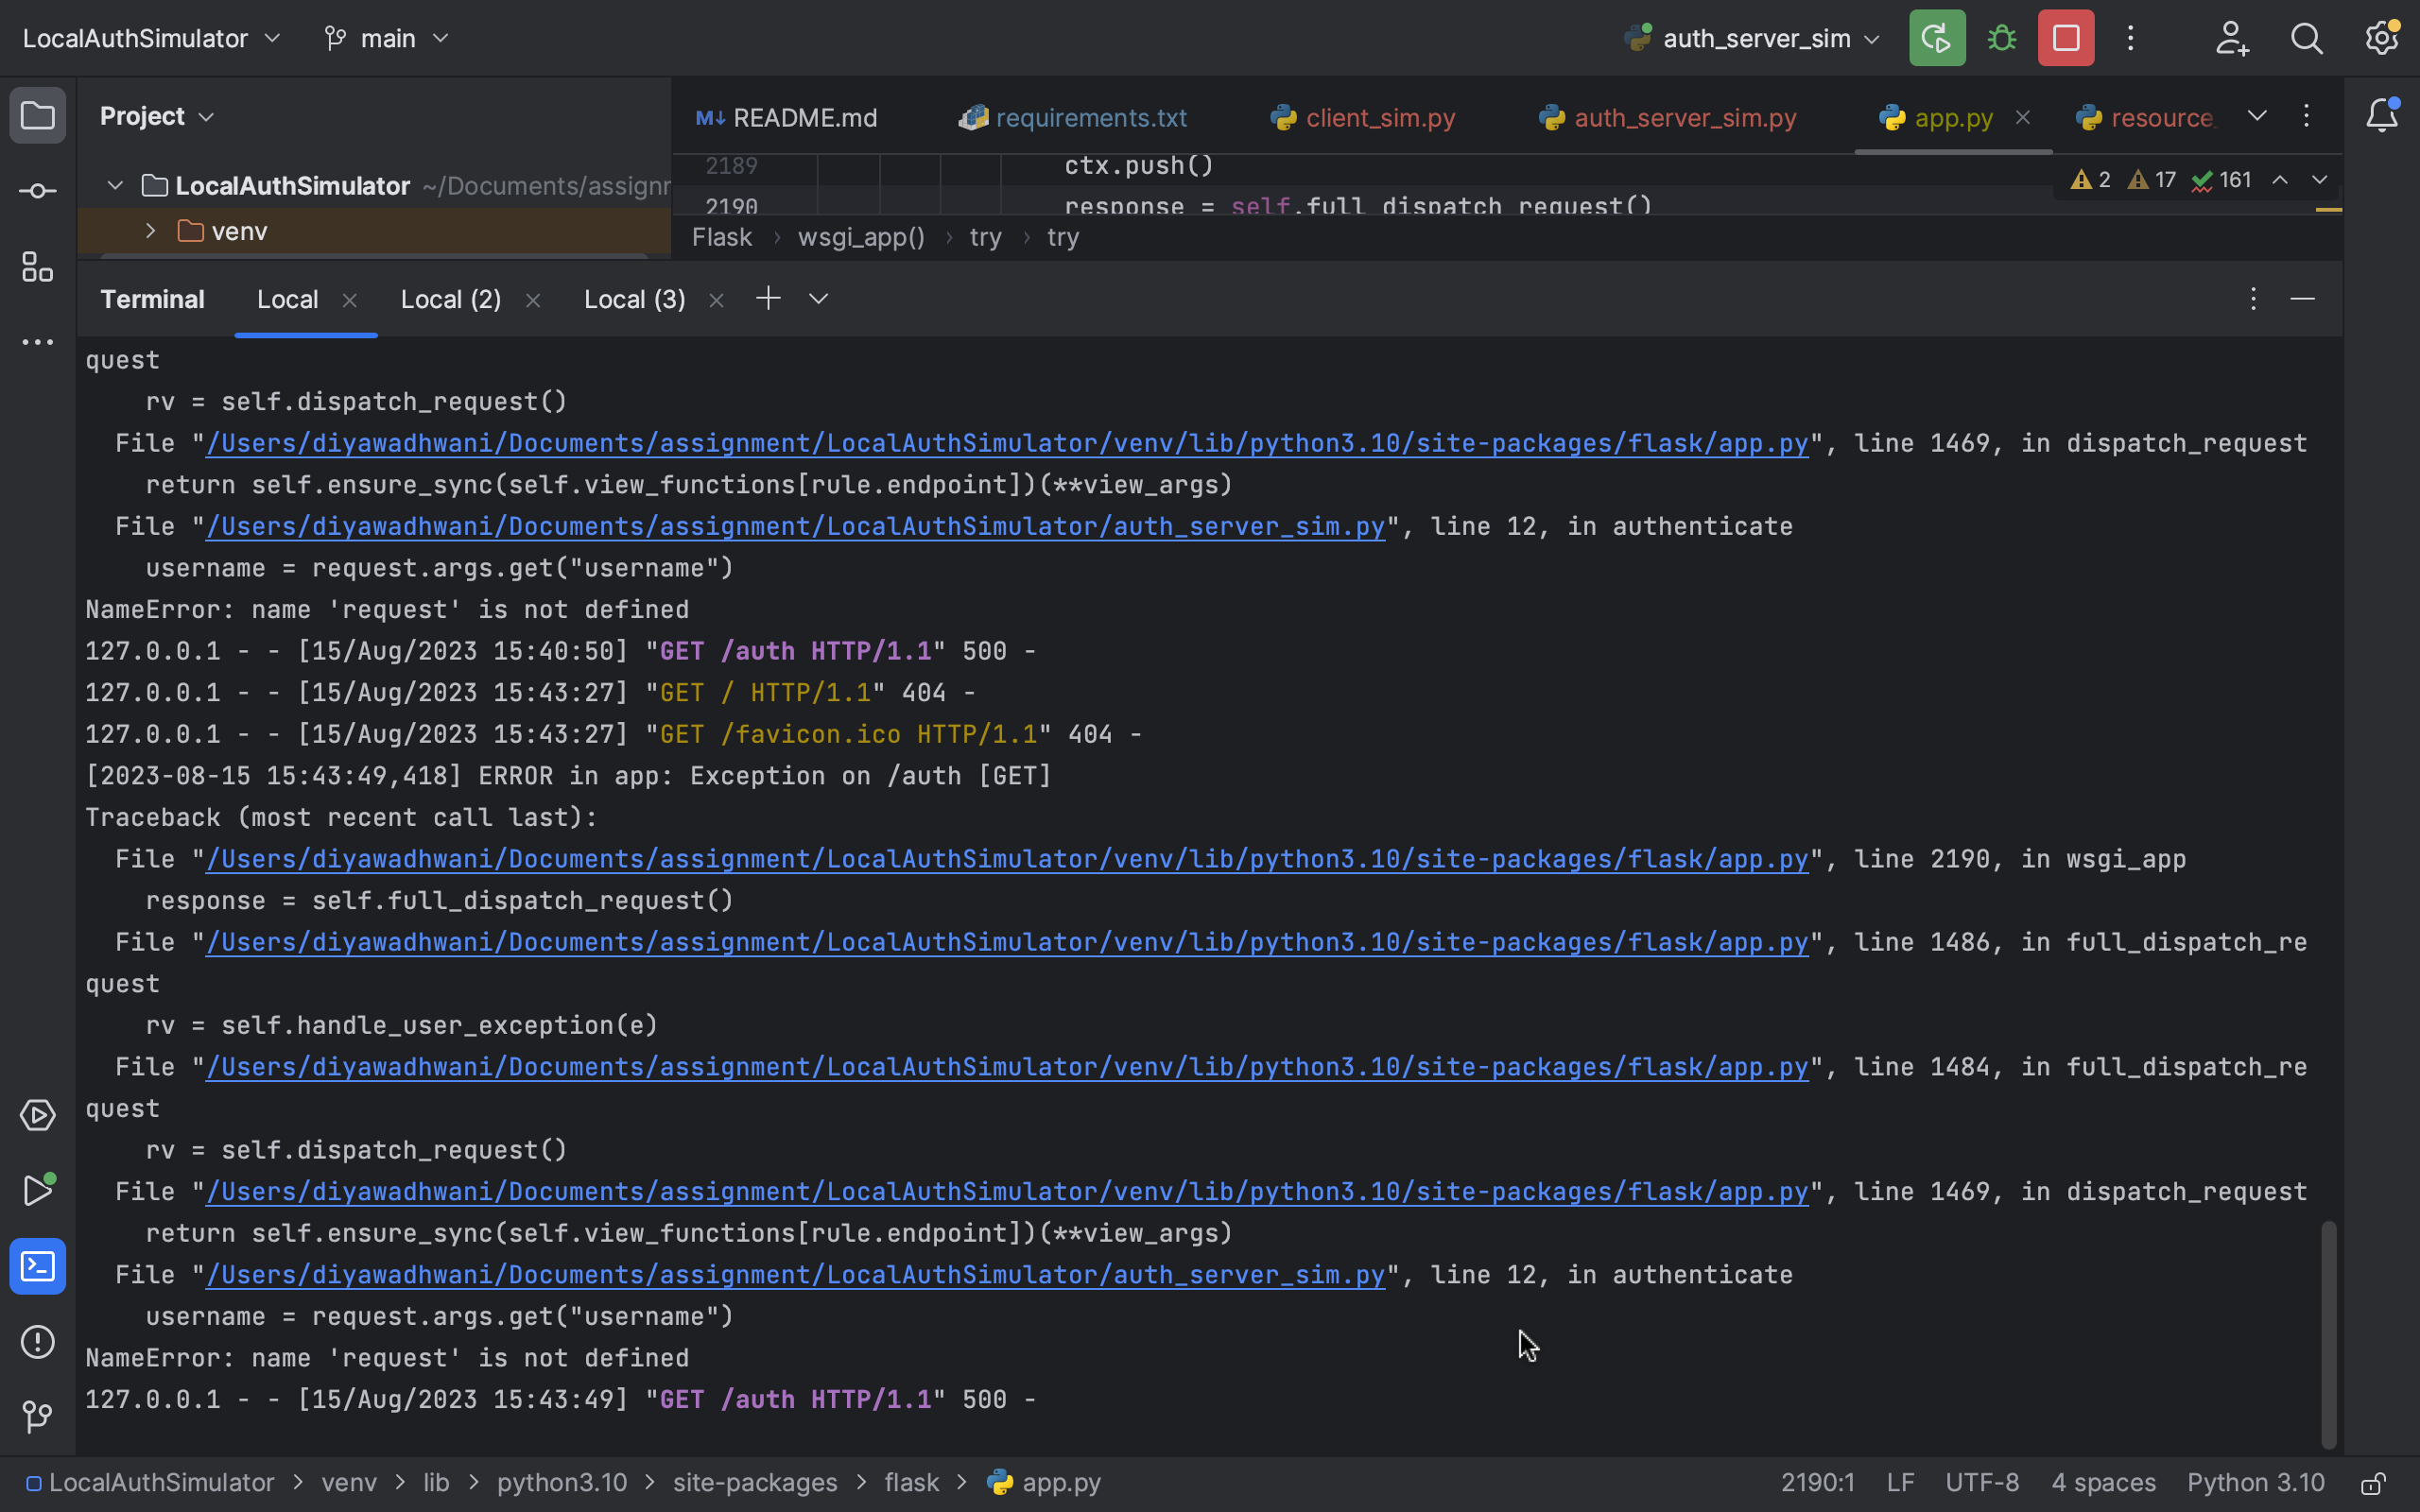 LocalAuthSimulator main auth_server_sim
Project
README.md requirements.txt client_sim.py auth_server_sim.py app.py resource
LocalAuthSimulator ~/Documents/assignr
venv
2189 ctx.push()
2190 response = self.full_dispatch_request()
2 17 161
Flask › wsgi_app() › try › try
Terminal Local Local (2) Local (3)
quest
    rv = self.dispatch_request()
  File "/Users/diyawadhwani/Documents/assignment/LocalAuthSimulator/venv/lib/python3.10/site-packages/flask/app.py", line 1469, in dispatch_request
    return self.ensure_sync(self.view_functions[rule.endpoint])(**view_args)
  File "/Users/diyawadhwani/Documents/assignment/LocalAuthSimulator/auth_server_sim.py", line 12, in authenticate
    username = request.args.get("username")
NameError: name 'request' is not defined
127.0.0.1 - - [15/Aug/2023 15:40:50] "GET /auth HTTP/1.1" 500 -
127.0.0.1 - - [15/Aug/2023 15:43:27] "GET / HTTP/1.1" 404 -
127.0.0.1 - - [15/Aug/2023 15:43:27] "GET /favicon.ico HTTP/1.1" 404 -
[2023-08-15 15:43:49,418] ERROR in app: Exception on /auth [GET]
Traceback (most recent call last):
  File "/Users/diyawadhwani/Documents/assignment/LocalAuthSimulator/venv/lib/python3.10/site-packages/flask/app.py", line 2190, in wsgi_app
    response = self.full_dispatch_request()
  File "/Users/diyawadhwani/Documents/assignment/LocalAuthSimulator/venv/lib/python3.10/site-packages/flask/app.py", line 1486, in full_dispatch_re
quest
    rv = self.handle_user_exception(e)
  File "/Users/diyawadhwani/Documents/assignment/LocalAuthSimulator/venv/lib/python3.10/site-packages/flask/app.py", line 1484, in full_dispatch_re
quest
    rv = self.dispatch_request()
  File "/Users/diyawadhwani/Documents/assignment/LocalAuthSimulator/venv/lib/python3.10/site-packages/flask/app.py", line 1469, in dispatch_request
    return self.ensure_sync(self.view_functions[rule.endpoint])(**view_args)
  File "/Users/diyawadhwani/Documents/assignment/LocalAuthSimulator/auth_server_sim.py", line 12, in authenticate
    username = request.args.get("username")
NameError: name 'request' is not defined
127.0.0.1 - - [15/Aug/2023 15:43:49] "GET /auth HTTP/1.1" 500 -
LocalAuthSimulator › venv › lib › python3.10 › site-packages › flask › app.py 2190:1 LF UTF-8 4 spaces Python 3.10